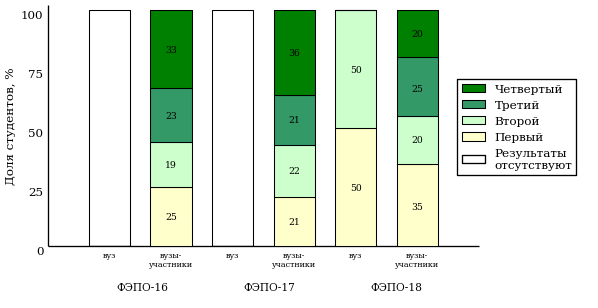 Доля студентов, %
100
75
50
25
0
33
23
19
25
36
21
22
21
50
50
20
25
20
35
вуз
вузы-
участники
вуз
вузы-
участники
вуз
вузы-
участники
ФЭПО-16
ФЭПО-17
ФЭПО-18
Четвертый
Третий
Второй
Первый
Результаты
отсутствуют